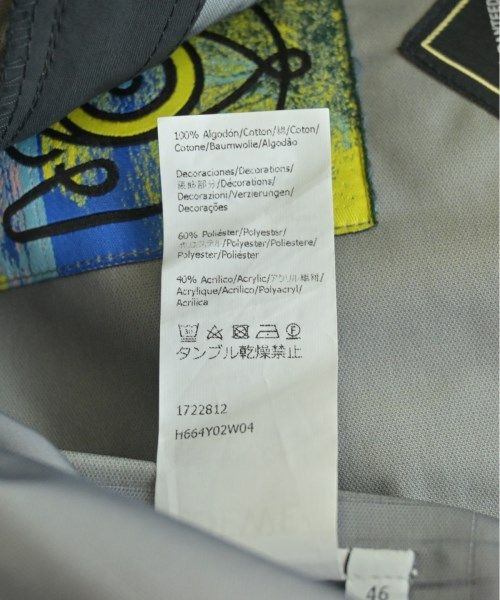 100% Algodón/Cotton/綿/Coton/
Cotone/Baumwolle/Algodão
Decoraciones/Decorations/
装飾部分/Décorations/
Decorazioni/Verzierungen/
Decorações
60% Poliéster/Polyester/
ポリエステル/Polyester/Poliestere/
Polyester/Poliéster
40% Acrílico/Acrylic/アクリル繊維/
Acrylique/Acrilico/Polyacryl/
Acrílica
タンブル乾燥禁止
1722812
H664Y02W04
46